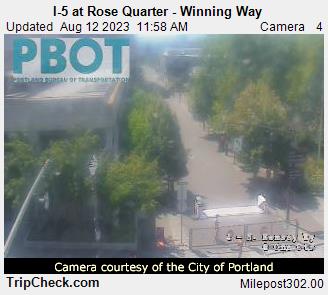 I-5 at Rose Quarter - Winning Way
Updated Aug 12 2023 11:58 AM Camera 4
PBOT
PORTLAND BUREAU OF TRANSPORTATION
Camera courtesy of the City of Portland
TripCheck.com Milepost302.00